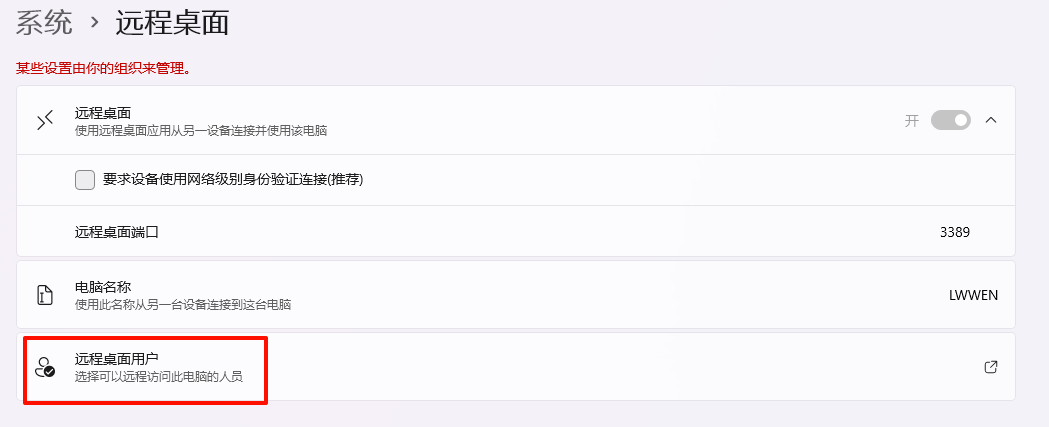 系统 › 远程桌面
某些设置由你的组织来管理。
远程桌面
使用远程桌面应用从另一设备连接并使用该电脑
开
要求设备使用网络级别身份验证连接(推荐)
远程桌面端口
3389
电脑名称
使用此名称从另一台设备连接到这台电脑
LWWEN
远程桌面用户
选择可以远程访问此电脑的人员